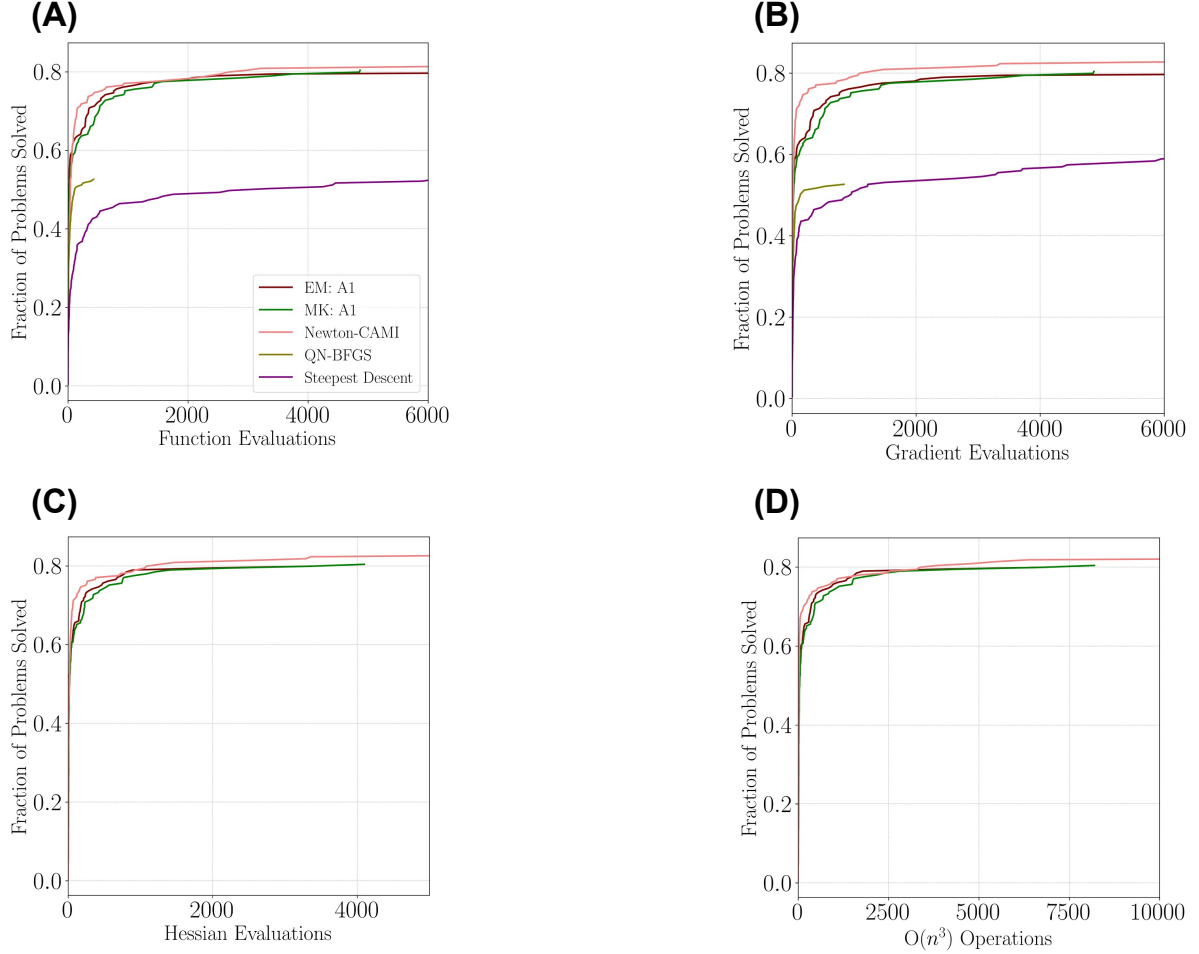 (A)
Fraction of Problems Solved
0.8
0.6
0.4
0.2
0.0
EM: A1
MK: A1
Newton-CAMI
QN-BFGS
Steepest Descent
0 2000 4000 6000
Function Evaluations
(B)
Fraction of Problems Solved
0.8
0.6
0.4
0.2
0.0
0 2000 4000 6000
Gradient Evaluations
(C)
Fraction of Problems Solved
0.8
0.6
0.4
0.2
0.0
0 2000 4000
Hessian Evaluations
(D)
Fraction of Problems Solved
0.8
0.6
0.4
0.2
0.0
0 2500 5000 7500 10000
O(n³) Operations